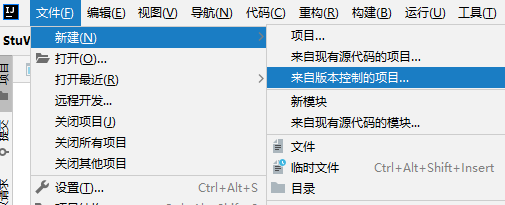 文件(F) 编辑(E) 视图(V) 导航(N) 代码(C) 重构(R) 构建(B) 运行(U) 工具(T)
StuV
新建(N)
打开(O)...
打开最近(R)
远程开发...
关闭项目(J)
关闭所有项目
关闭其他项目
设置(T)... Ctrl+Alt+S
项目...
来自现有源代码的项目...
来自版本控制的项目...
新模块
来自现有源代码的模块...
文件
临时文件 Ctrl+Alt+Shift+Insert
目录
项目
提交